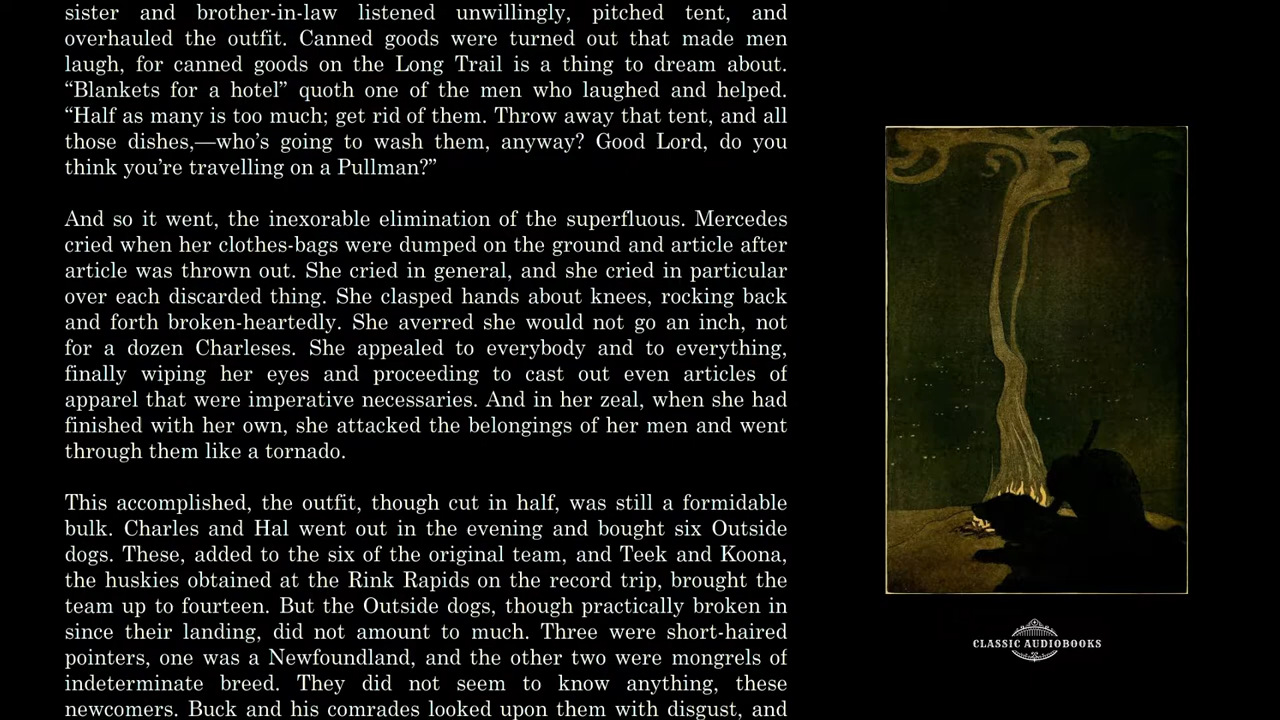 sister and brother-in-law listened unwillingly, pitched tent, and
overhauled the outfit. Canned goods were turned out that made men
laugh, for canned goods on the Long Trail is a thing to dream about.
“Blankets for a hotel” quoth one of the men who laughed and helped.
“Half as many is too much; get rid of them. Throw away that tent, and all
those dishes,—who’s going to wash them, anyway? Good Lord, do you
think you’re travelling on a Pullman?”
And so it went, the inexorable elimination of the superfluous. Mercedes
cried when her clothes-bags were dumped on the ground and article after
article was thrown out. She cried in general, and she cried in particular
over each discarded thing. She clasped hands about knees, rocking back
and forth broken-heartedly. She averred she would not go an inch, not
for a dozen Charleses. She appealed to everybody and to everything,
finally wiping her eyes and proceeding to cast out even articles of
apparel that were imperative necessaries. And in her zeal, when she had
finished with her own, she attacked the belongings of her men and went
through them like a tornado.
This accomplished, the outfit, though cut in half, was still a formidable
bulk. Charles and Hal went out in the evening and bought six Outside
dogs. These, added to the six of the original team, and Teek and Koona,
the huskies obtained at the Rink Rapids on the record trip, brought the
team up to fourteen. But the Outside dogs, though practically broken in
since their landing, did not amount to much. Three were short-haired
pointers, one was a Newfoundland, and the other two were mongrels of
indeterminate breed. They did not seem to know anything, these
newcomers. Buck and his comrades looked upon them with disgust, and
CLASSIC AUDIOBOOKS